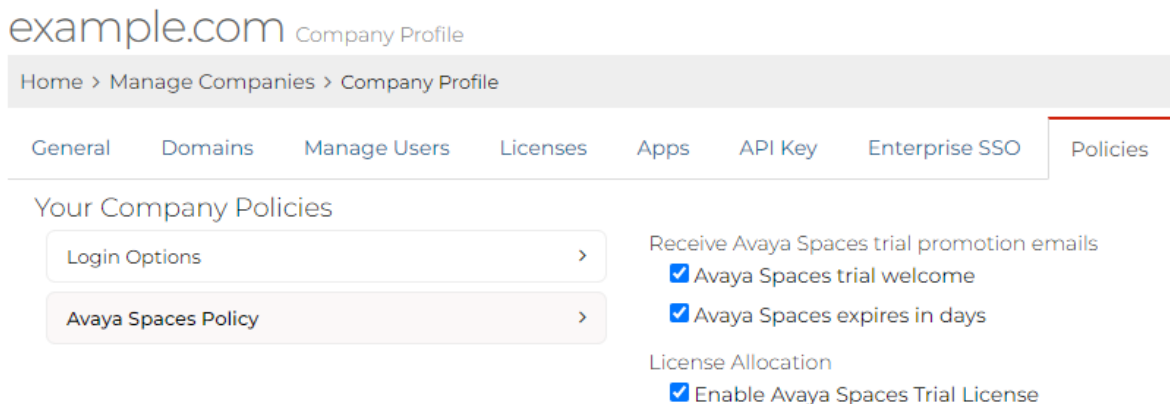 example.com Company Profile
Home > Manage Companies > Company Profile
General Domains Manage Users Licenses Apps API Key Enterprise SSO Policies
Your Company Policies
Login Options >
Avaya Spaces Policy >
Receive Avaya Spaces trial promotion emails
Avaya Spaces trial welcome
Avaya Spaces expires in days
License Allocation
Enable Avaya Spaces Trial License